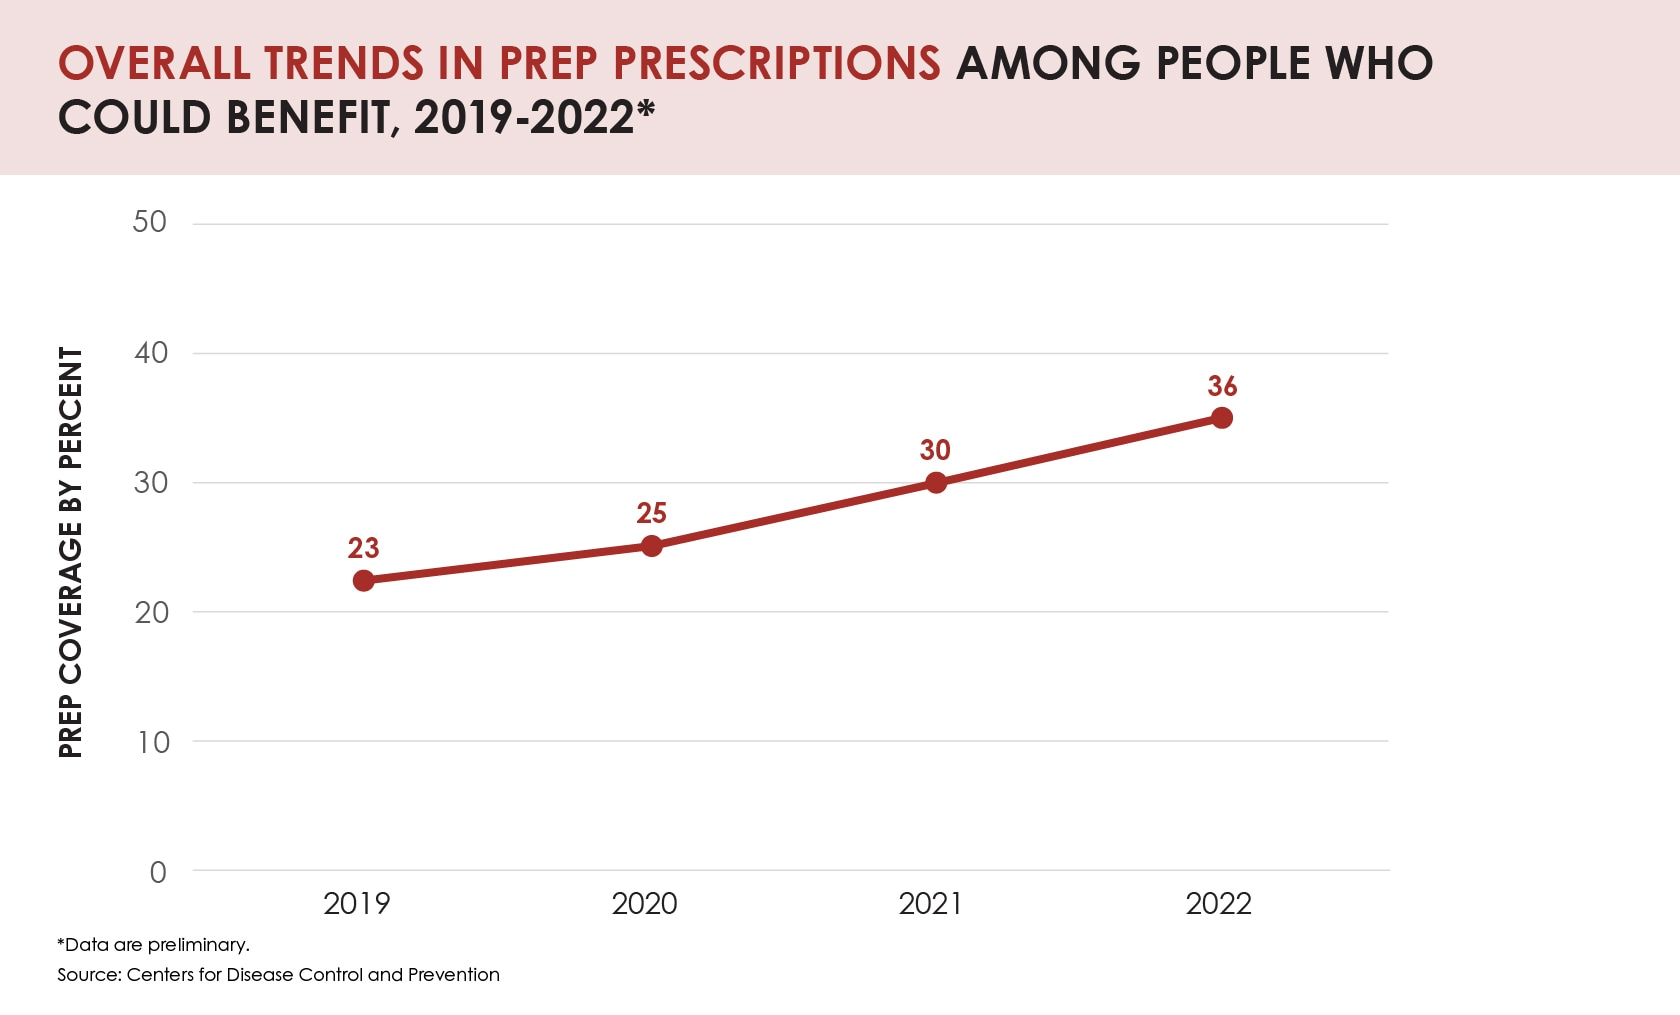 OVERALL TRENDS IN PREP PRESCRIPTIONS AMONG PEOPLE WHO
COULD BENEFIT, 2019-2022*
PREP COVERAGE BY PERCENT
50
40
30
20
10
0
23
25
30
36
2019
2020
2021
2022
*Data are preliminary.
Source: Centers for Disease Control and Prevention